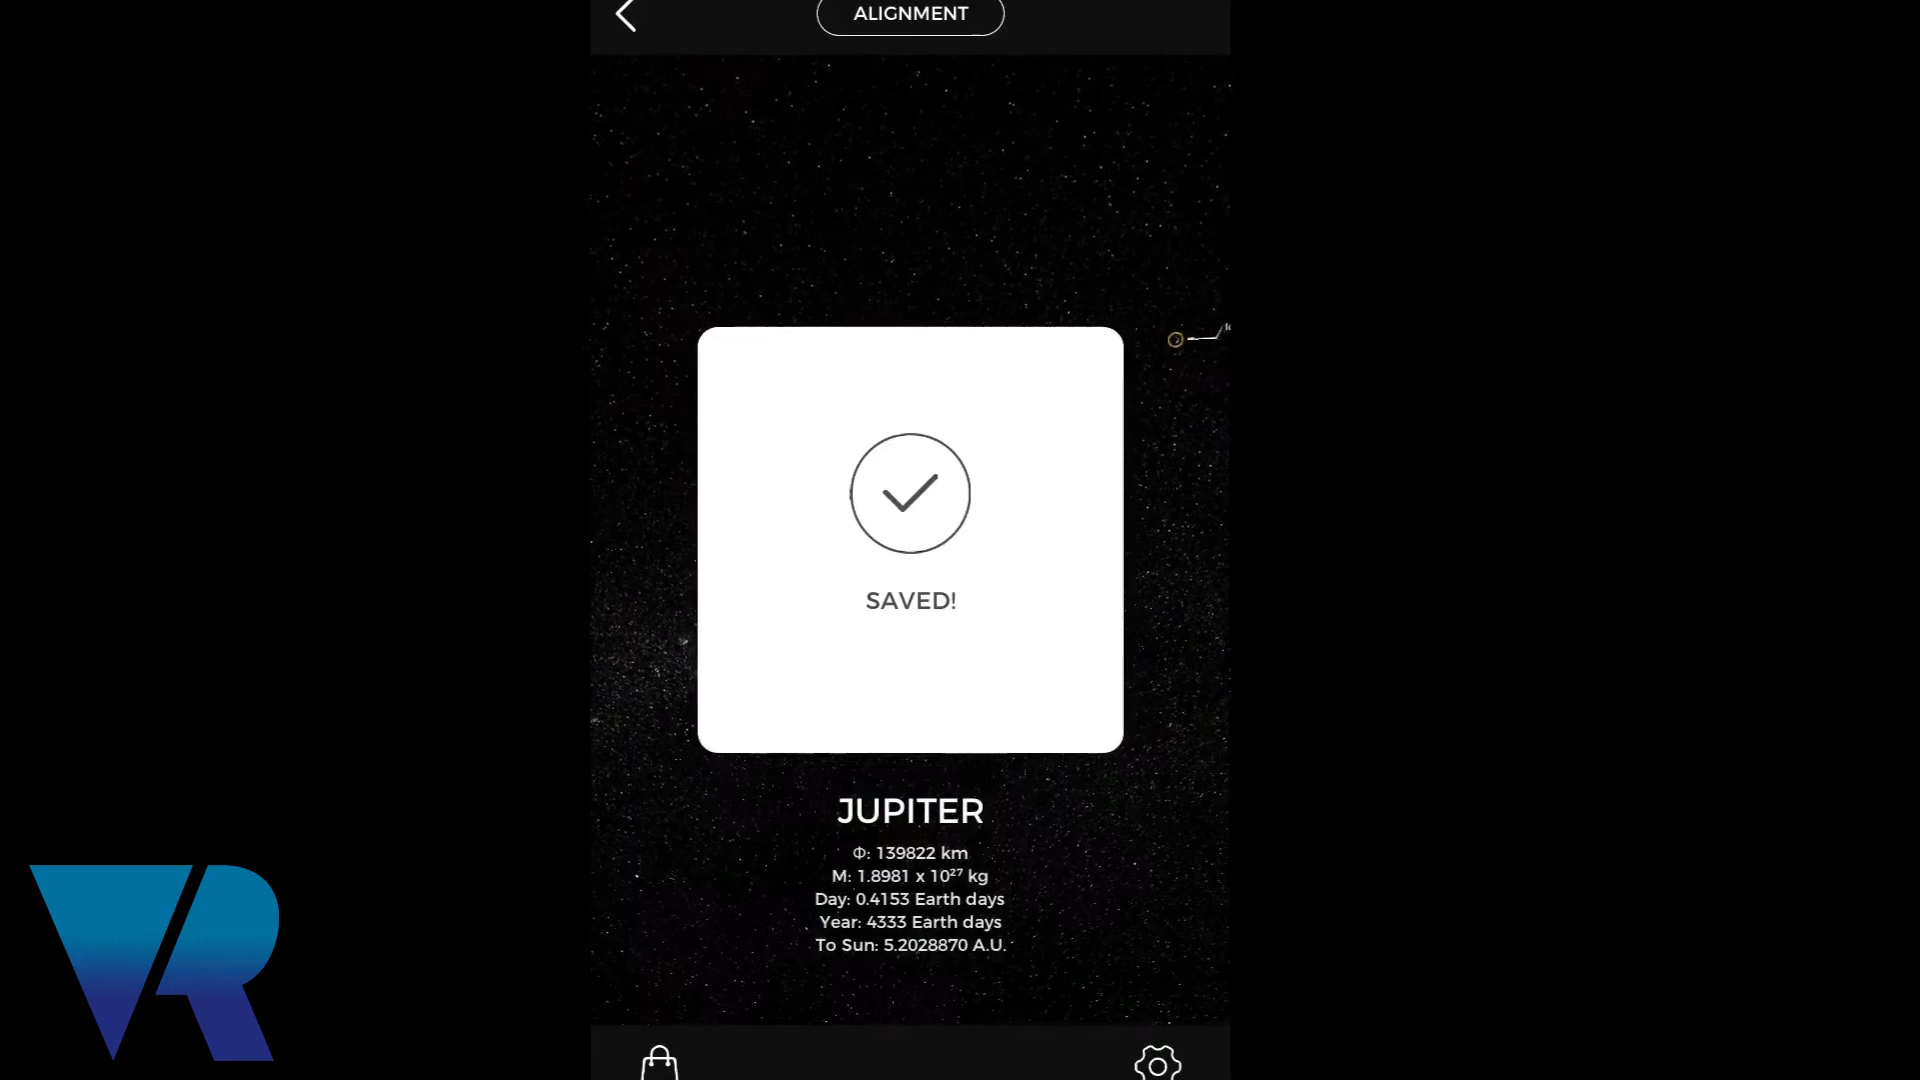 ALIGNMENT
SAVED!
JUPITER
Φ: 139822 km
M: 1.8981 x 10²⁷ kg
Day: 0.4153 Earth days
Year: 4333 Earth days
To Sun: 5.2028870 A.U.
VR